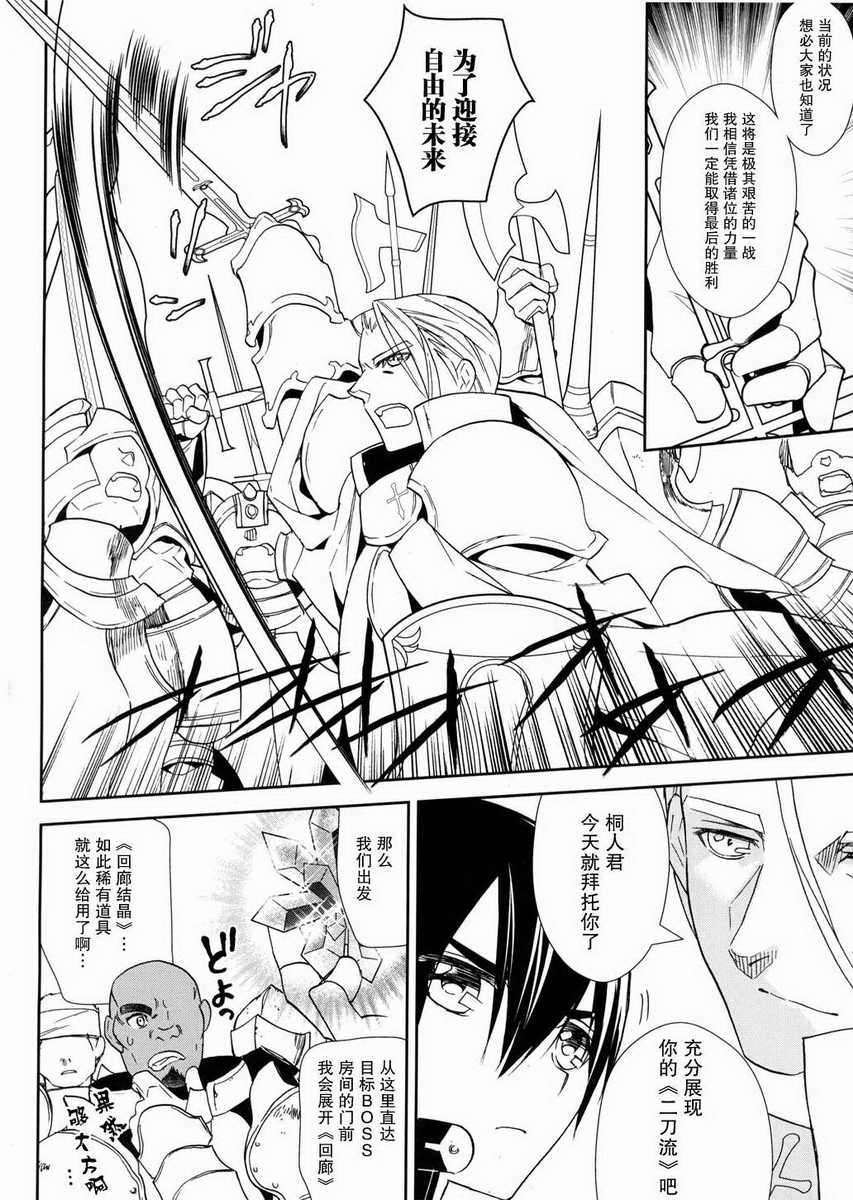 当前的状况
想必大家也知道了
这将是极其艰苦的一战
我相信凭借诸位的力量
我们一定能取得最后的胜利
为了迎接
自由的未来
桐人君
今天就拜托你了
充分展现
你的《二刀流》吧
那么
我们出发
从这里直达
目标BOSS
房间的门前
我会展开《回廊》
《回廊结晶》…
如此稀有道具
就这么给用了啊…
どよっ
果然
够大方啊